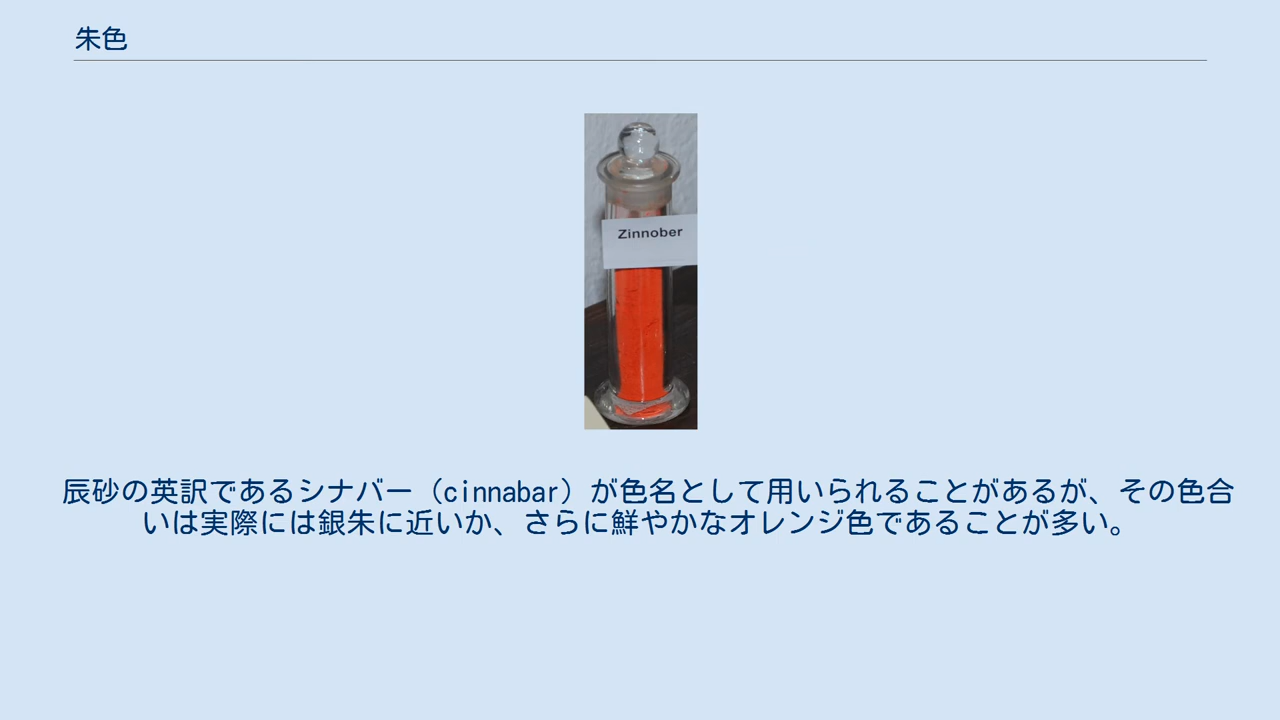 朱色
Zinnober
辰砂の英訳であるシナバー（cinnabar）が色名として用いられることがあるが、その色合
いは実際には銀朱に近いか、さらに鮮やかなオレンジ色であることが多い。